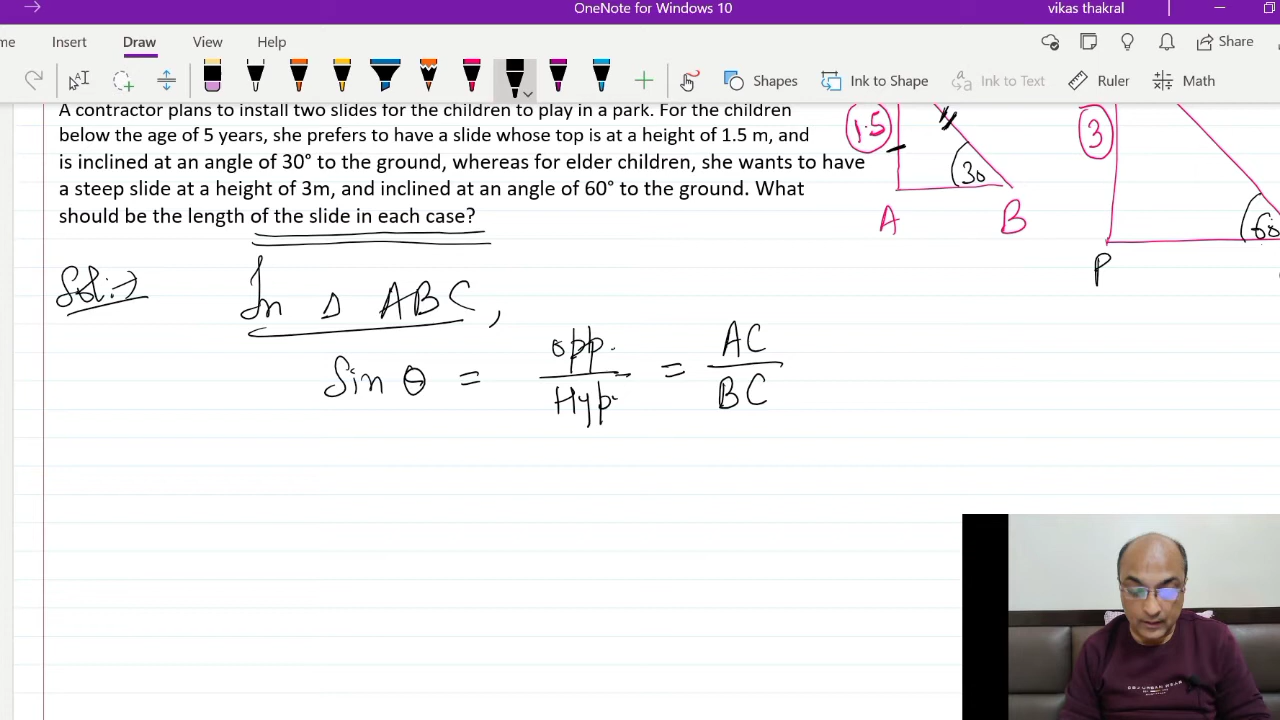 OneNote for Windows 10
vikas thakral
Insert
Draw
View
Help
Share
Shapes
Ink to Shape
Ink to Text
Ruler
Math
A contractor plans to install two slides for the children to play in a park. For the children
below the age of 5 years, she prefers to have a slide whose top is at a height of 1.5 m, and
is inclined at an angle of 30° to the ground, whereas for elder children, she wants to have
a steep slide at a height of 3m, and inclined at an angle of 60° to the ground. What
should be the length of the slide in each case?
1.5
30
A
B
3
60
P
Sol:→
In Δ ABC,
Sin θ = opp. / Hyp. = AC / BC